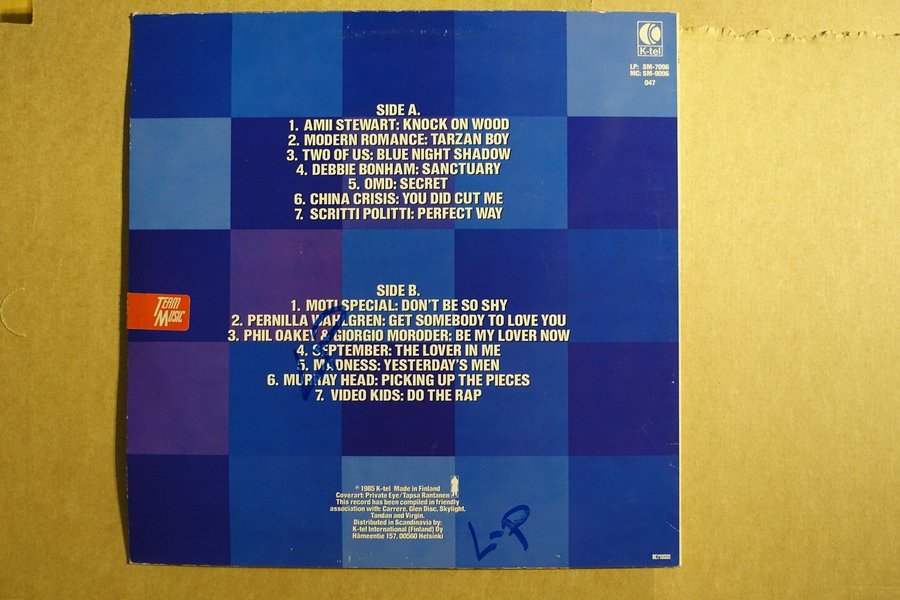 K-tel
LP: SM-7096
MC: SM-9096
047
SIDE A.
1. AMII STEWART: KNOCK ON WOOD
2. MODERN ROMANCE: TARZAN BOY
3. TWO OF US: BLUE NIGHT SHADOW
4. DEBBIE BONHAM: SANCTUARY
5. OMD: SECRET
6. CHINA CRISIS: YOU DID CUT ME
7. SCRITTI POLITTI: PERFECT WAY
SIDE B.
1. MOTI SPECIAL: DON'T BE SO SHY
2. PERNILLA WAHLGREN: GET SOMEBODY TO LOVE YOU
3. PHIL OAKEY & GIORGIO MORODER: BE MY LOVER NOW
4. SEPTEMBER: THE LOVER IN ME
5. MADNESS: YESTERDAY'S MEN
6. MURRAY HEAD: PICKING UP THE PIECES
7. VIDEO KIDS: DO THE RAP
TEAM
MUSIC
℗ 1985 K-tel Made in Finland
Coverart: Private Eye/Tapsa Rantanen
This record has been compiled in friendly
association with: Carrere, Glen Disc, Skylight,
Tandan and Virgin.
Distributed in Scandinavia by:
K-tel International (Finland) Oy
Hämeentie 157, 00560 Helsinki
L-P